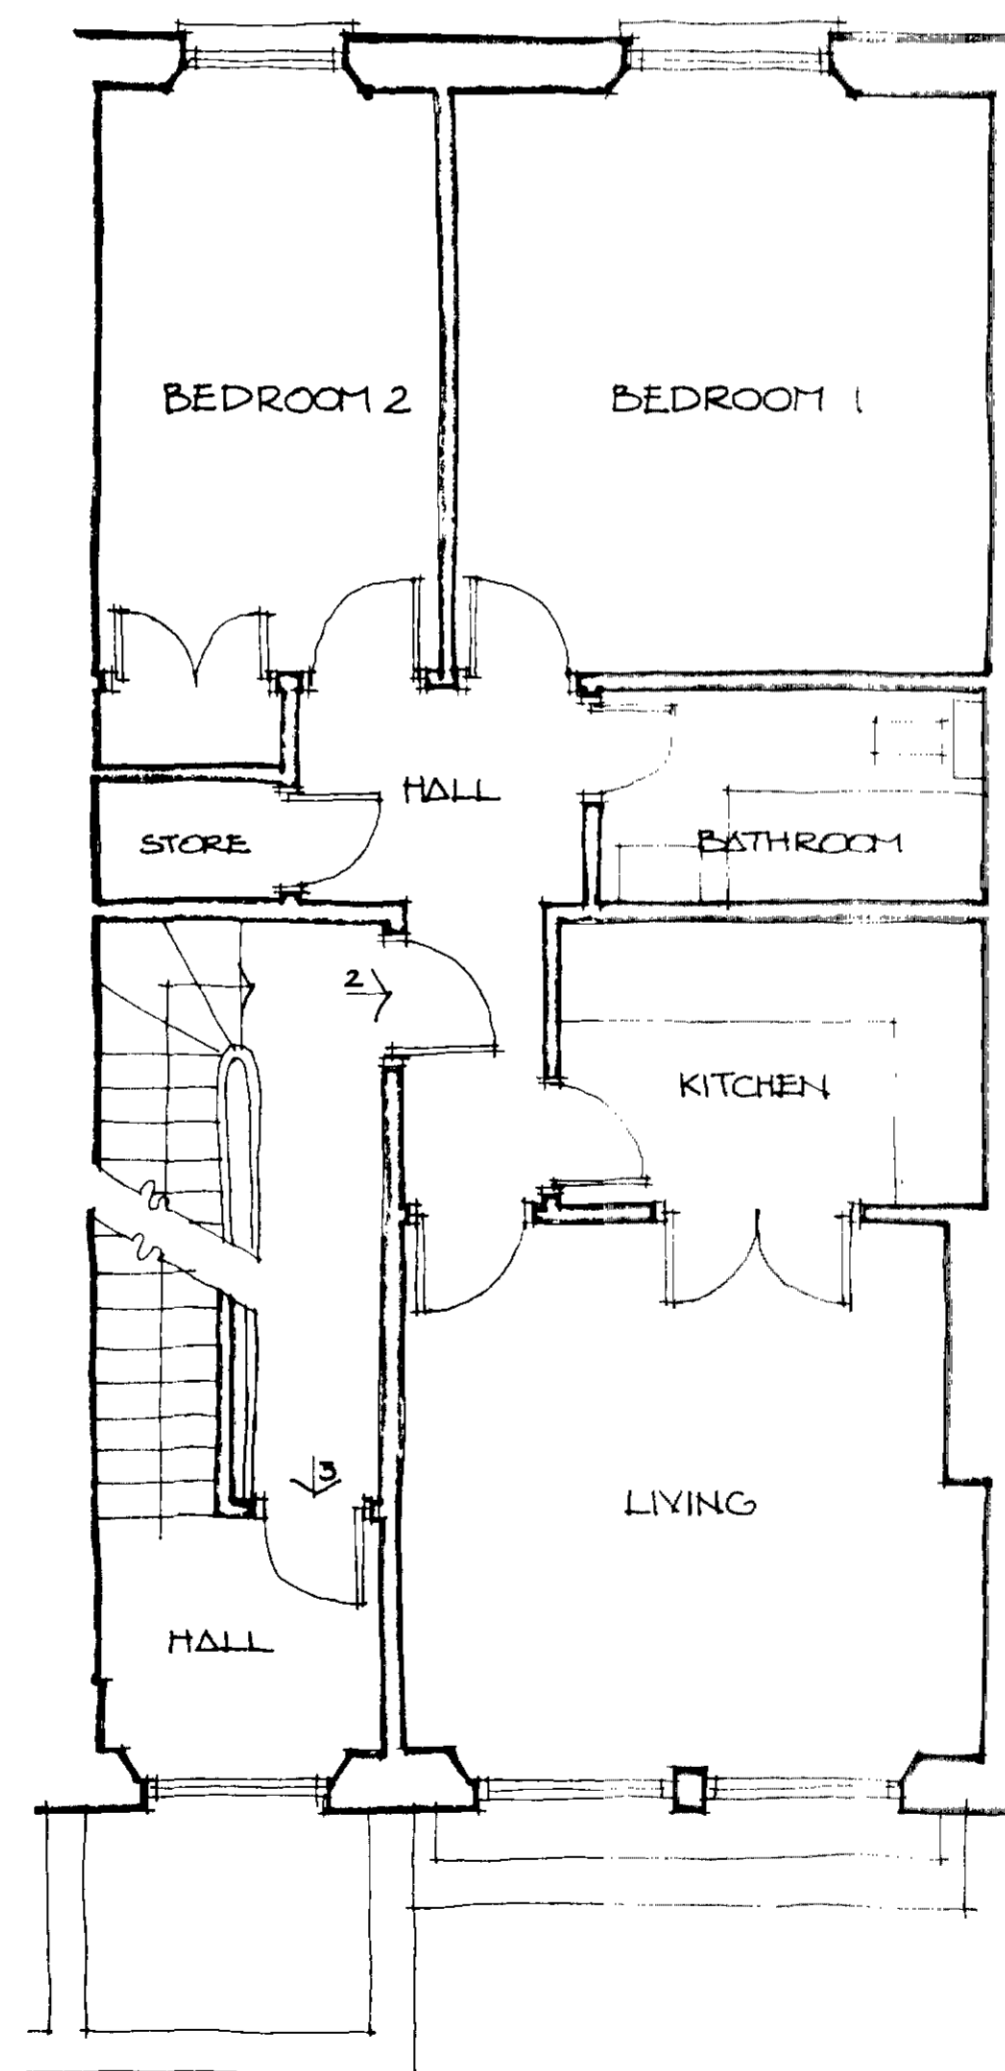 BEDROOM 2
BEDROOM 1
HALL
STORE
BATHROOM
2
KITCHEN
3
LIVING
HALL